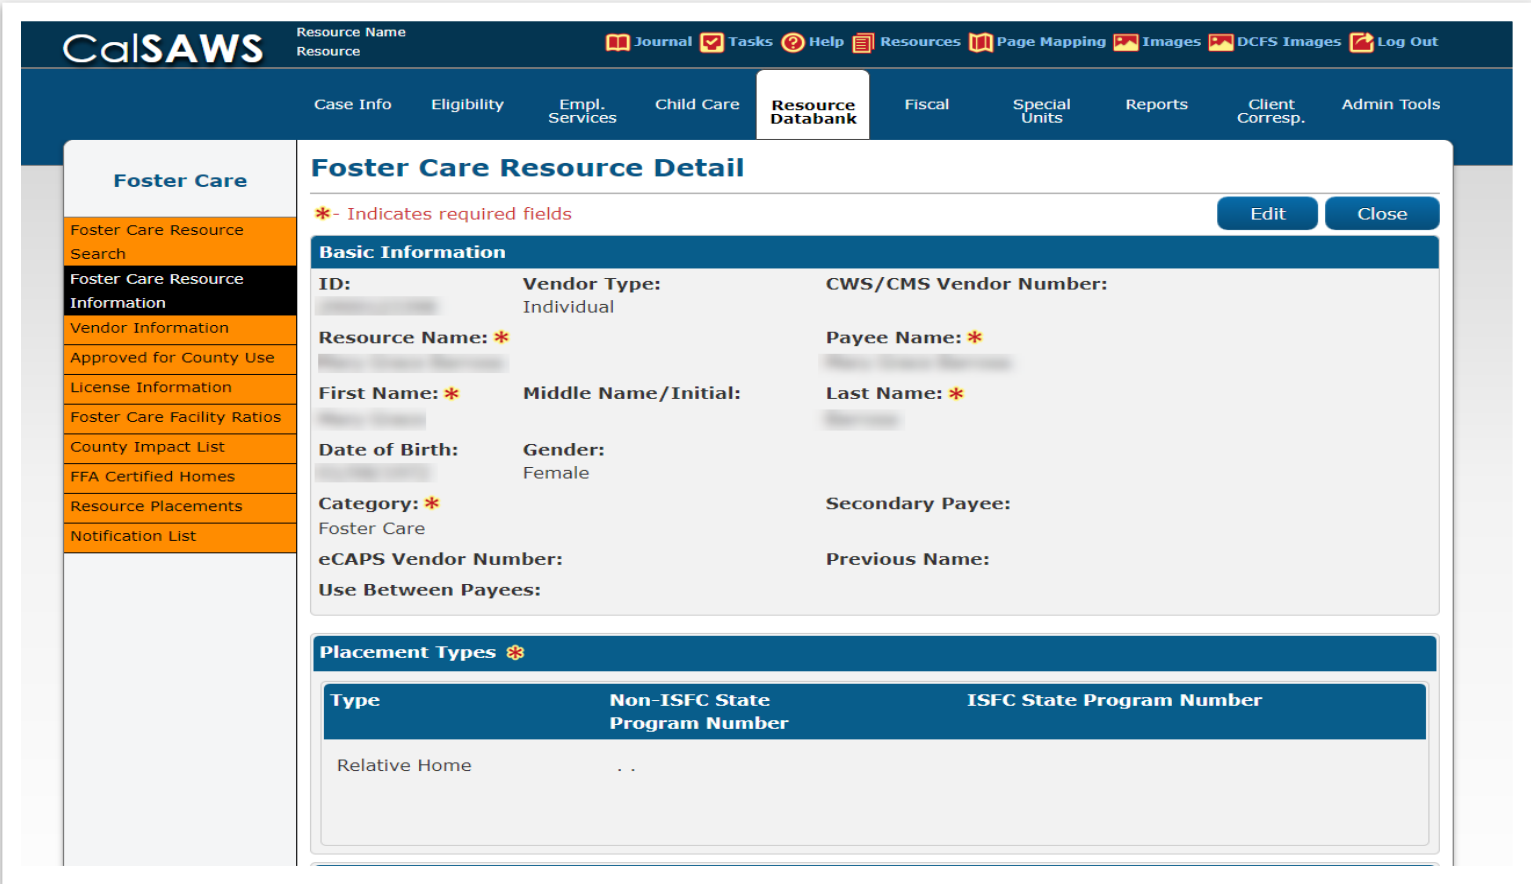 CalSAWS
Resource Name
Resource
Journal Tasks Help Resources Page Mapping Images DCFS Images Log Out
Case Info Eligibility Empl. Services Child Care Resource Databank Fiscal Special Units Reports Client Corresp. Admin Tools
Foster Care
Foster Care Resource
Search
Foster Care Resource
Information
Vendor Information
Approved for County Use
License Information
Foster Care Facility Ratios
County Impact List
FFA Certified Homes
Resource Placements
Notification List
Foster Care Resource Detail
*- Indicates required fields
Edit Close
Basic Information
ID: Vendor Type: CWS/CMS Vendor Number:
Individual
Resource Name: * Payee Name: *
First Name: * Middle Name/Initial: Last Name: *
Date of Birth: Gender:
Female
Category: * Secondary Payee:
Foster Care
eCAPS Vendor Number: Previous Name:
Use Between Payees:
Placement Types *
Type Non-ISFC State Program Number ISFC State Program Number
Relative Home . .